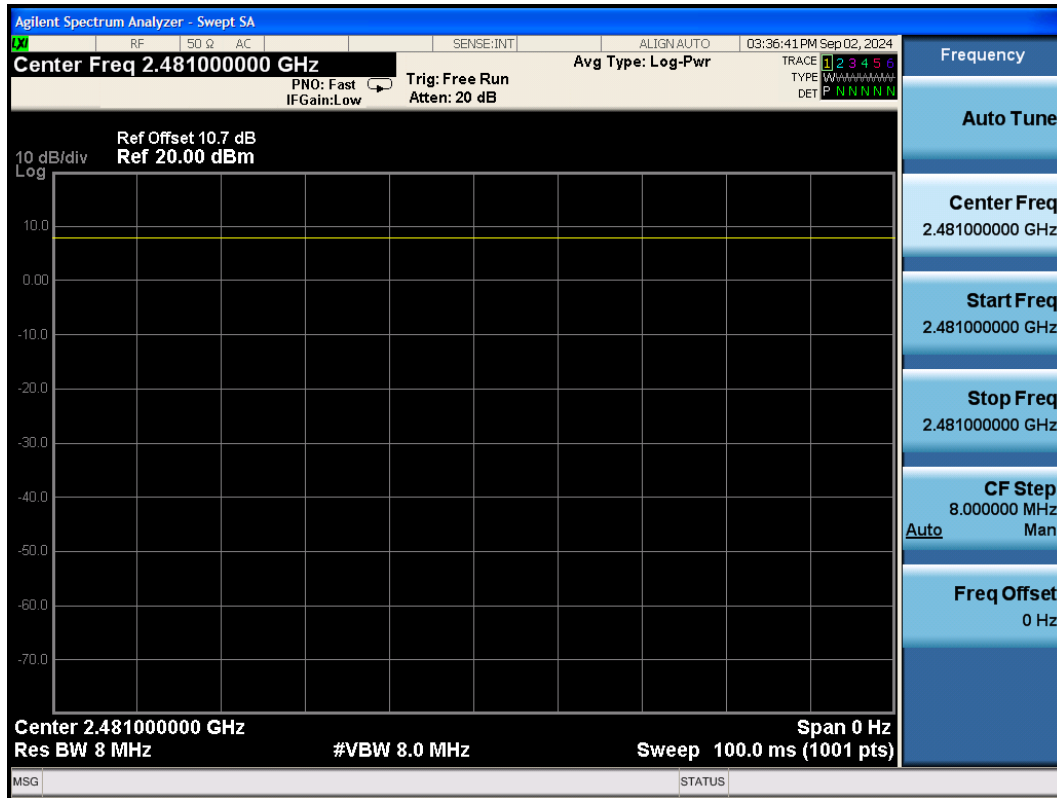 Agilent Spectrum Analyzer - Swept SA
LXI RF 50 Ω AC SENSE:INT ALIGN AUTO 03:36:41 PM Sep 02, 2024
Center Freq 2.481000000 GHz
PNO: Fast
IFGain:Low
Trig: Free Run
Atten: 20 dB
Avg Type: Log-Pwr
TRACE 1 2 3 4 5 6
TYPE
DET P N N N N N
Ref Offset 10.7 dB
10 dB/div Ref 20.00 dBm
Log
10.0
0.00
-10.0
-20.0
-30.0
-40.0
-50.0
-60.0
-70.0
Center 2.481000000 GHz Span 0 Hz
Res BW 8 MHz #VBW 8.0 MHz Sweep 100.0 ms (1001 pts)
MSG STATUS
Frequency
Auto Tune
Center Freq
2.481000000 GHz
Start Freq
2.481000000 GHz
Stop Freq
2.481000000 GHz
CF Step
8.000000 MHz
Auto Man
Freq Offset
0 Hz